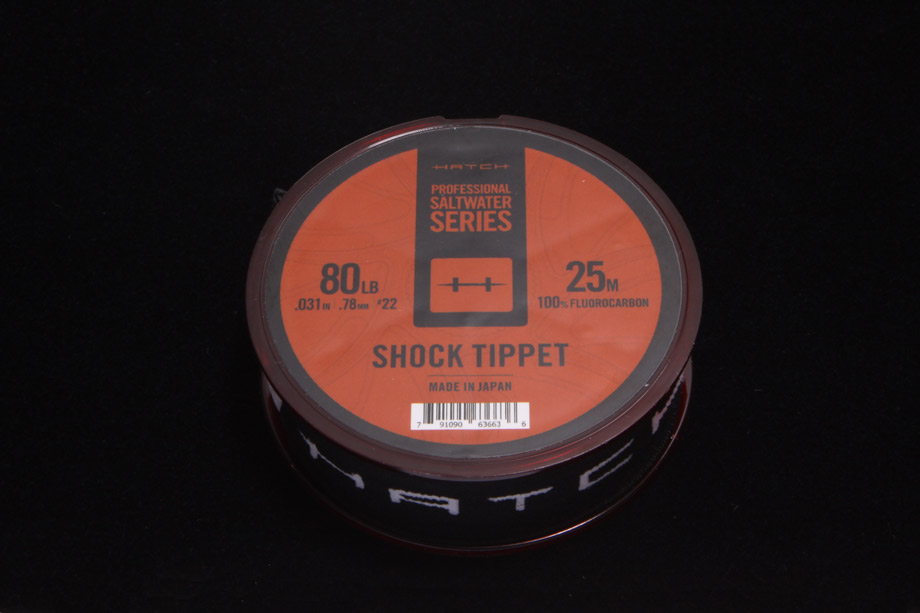 HATCH
PROFESSIONAL
SALTWATER
SERIES
80LB
.031IN .78MM #22
25M
100% FLUOROCARBON
SHOCK TIPPET
MADE IN JAPAN
7 91090 63663 6
HATCH